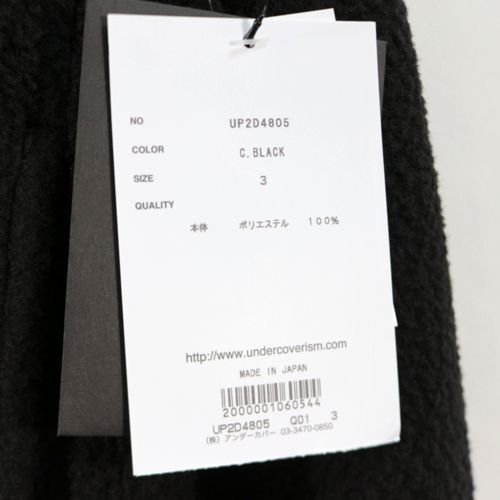 NO UP2D4805
COLOR C.BLACK
SIZE 3
QUALITY
本体 ポリエステル 100%
http://www.undercoverism.com
MADE IN JAPAN
2000001060544
UP2D4805 Q01 3
(株) アンダーカバー 03-3470-0850